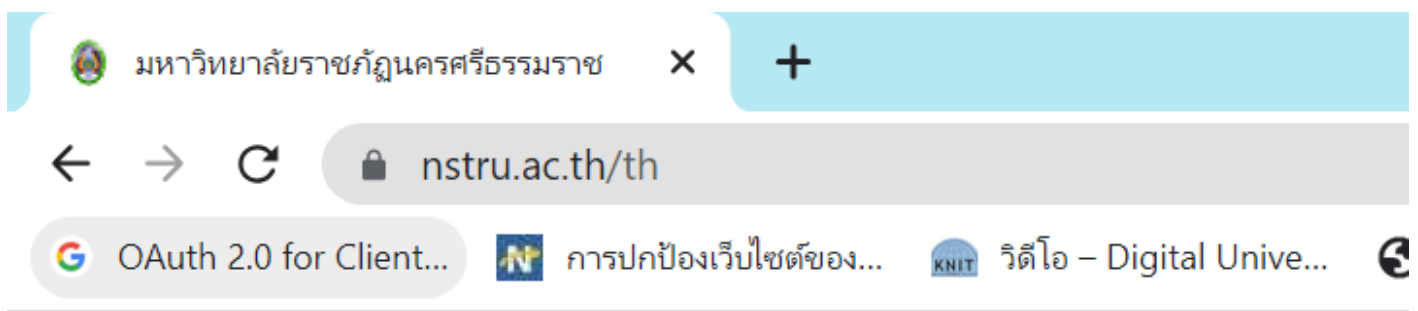 มหาวิทยาลัยราชภัฏนครศรีธรรมราช
nstru.ac.th/th
OAuth 2.0 for Client... การปกป้องเว็บไซต์ของ... KNIT วิดีโอ – Digital Unive...